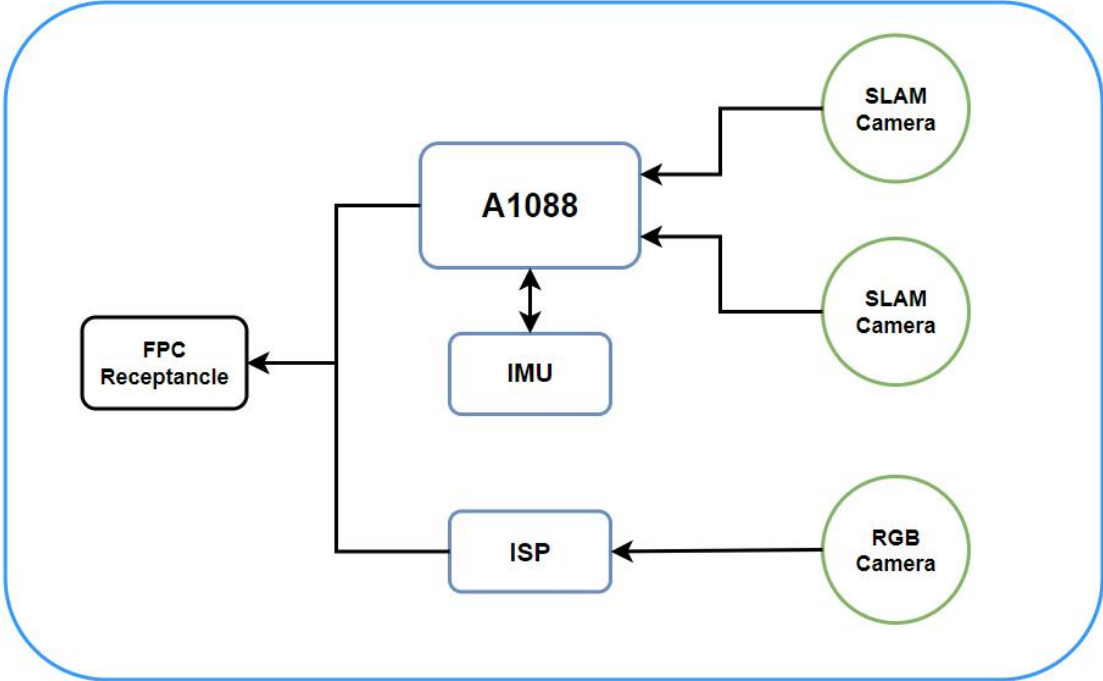 SLAM
Camera
A1088
SLAM
Camera
FPC
Receptancle
IMU
ISP
RGB
Camera